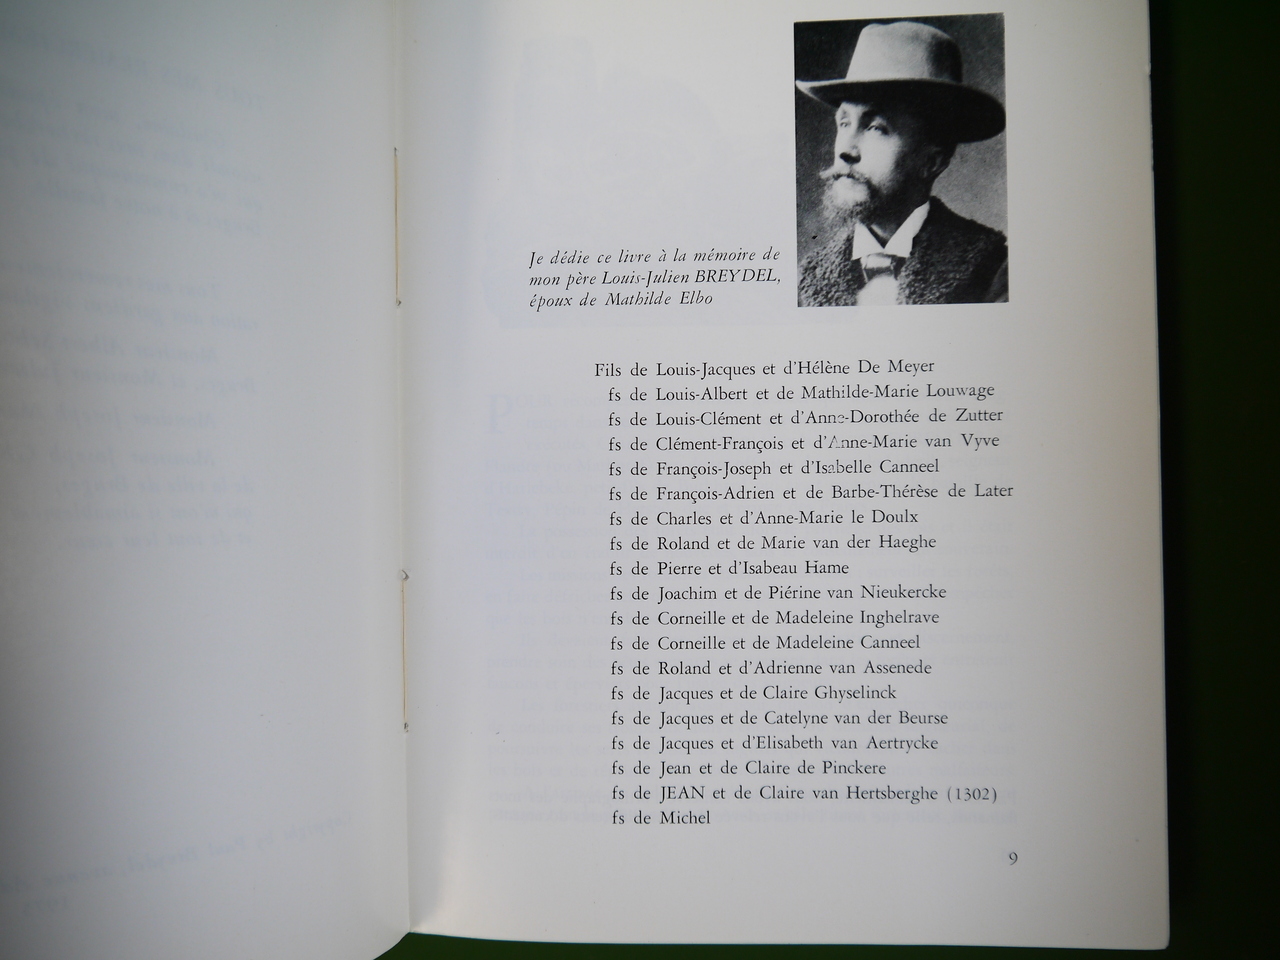 Je dédie ce livre à la mémoire de
mon père Louis-Julien BREYDEL,
époux de Mathilde Elbo
Fils de Louis-Jacques et d'Hélène De Meyer
fs de Louis-Albert et de Mathilde-Marie Louwage
fs de Louis-Clément et d'Anne-Dorothée de Zutter
fs de Clément-François et d'Anne-Marie van Vyve
fs de François-Joseph et d'Isabelle Canneel
fs de François-Adrien et de Barbe-Thérèse de Later
fs de Charles et d'Anne-Marie le Doulx
fs de Roland et de Marie van der Haeghe
fs de Pierre et d'Isabeau Hame
fs de Joachim et de Piérine van Nieukercke
fs de Corneille et de Madeleine Inghelrave
fs de Corneille et de Madeleine Canneel
fs de Roland et d'Adrienne van Assenede
fs de Jacques et de Claire Ghyselinck
fs de Jacques et de Catelyne van der Beurse
fs de Jacques et d'Elisabeth van Aertrycke
fs de Jean et de Claire de Pinckere
fs de JEAN et de Claire van Hertsberghe (1302)
fs de Michel
9